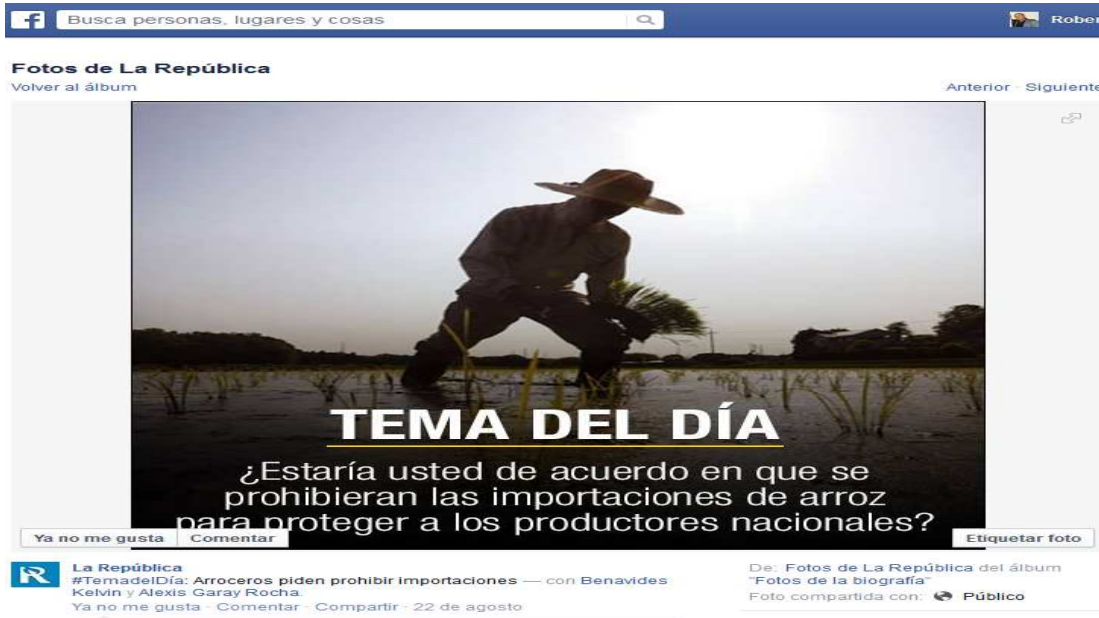 f Busca personas, lugares y cosas
Fotos de La República
Volver al álbum
Anterior · Siguiente
TEMA DEL DÍA
¿Estaría usted de acuerdo en que se
prohibieran las importaciones de arroz
para proteger a los productores nacionales?
Ya no me gusta Comentar
Etiquetar foto
La República
#TemadelDía: Arroceros piden prohibir importaciones — con Benavides
Kelvin y Alexis Garay Rocha.
Ya no me gusta · Comentar · Compartir · 22 de agosto
De: Fotos de La República del álbum
"Fotos de la biografía"
Foto compartida con: Público